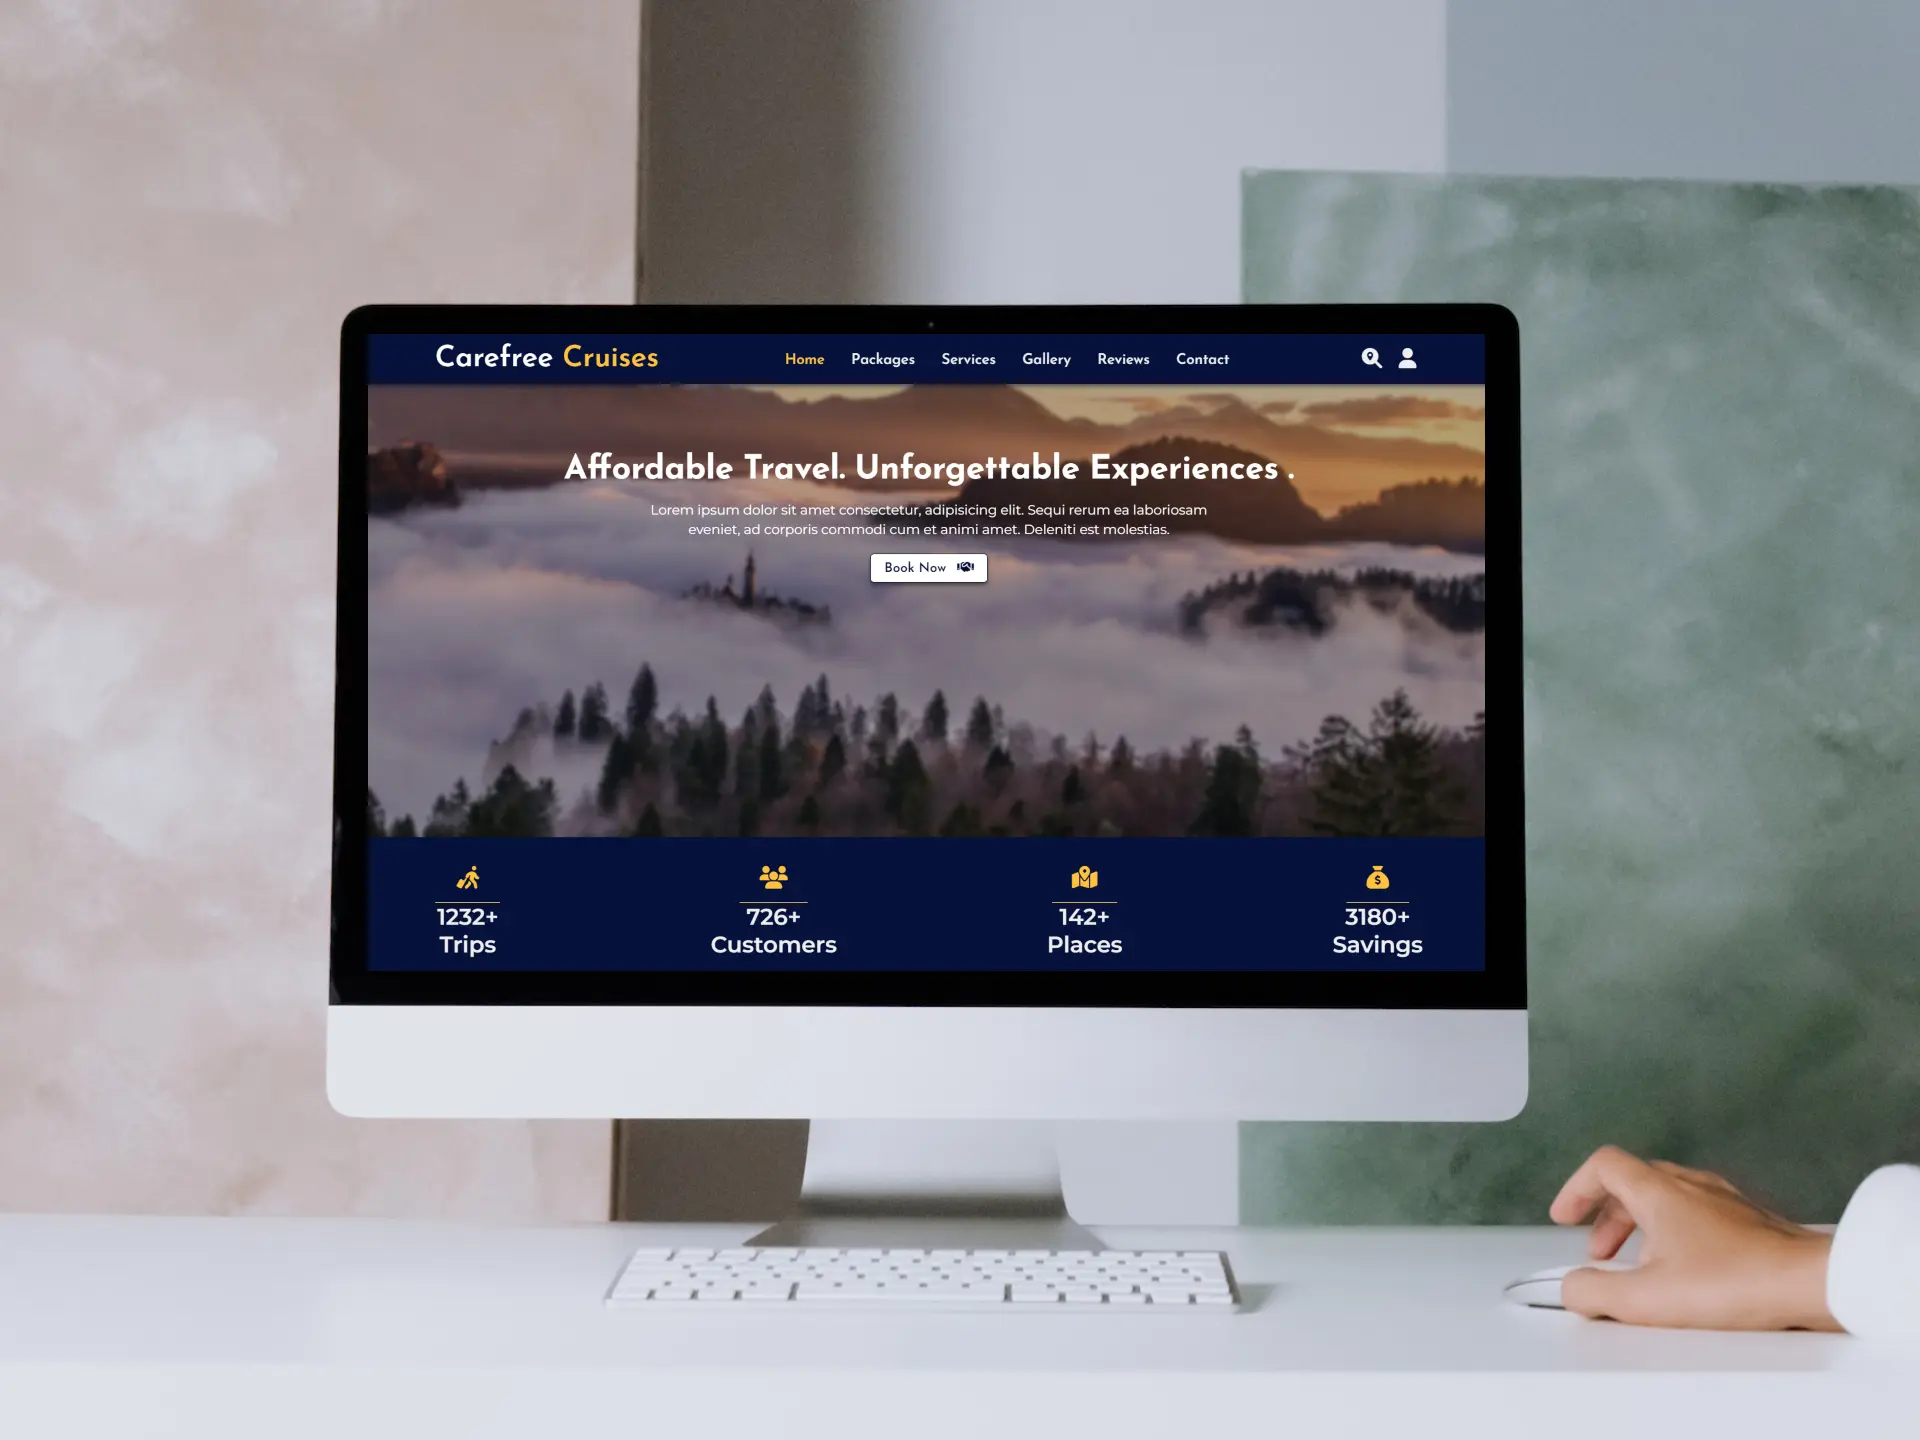 Carefree Cruises
Home Packages Services Gallery Reviews Contact
Affordable Travel. Unforgettable Experiences .
Lorem ipsum dolor sit amet consectetur, adipisicing elit. Sequi rerum ea laboriosam
eveniet, ad corporis commodi cum et animi amet. Deleniti est molestias.
Book Now
1232+
Trips
726+
Customers
142+
Places
$
3180+
Savings